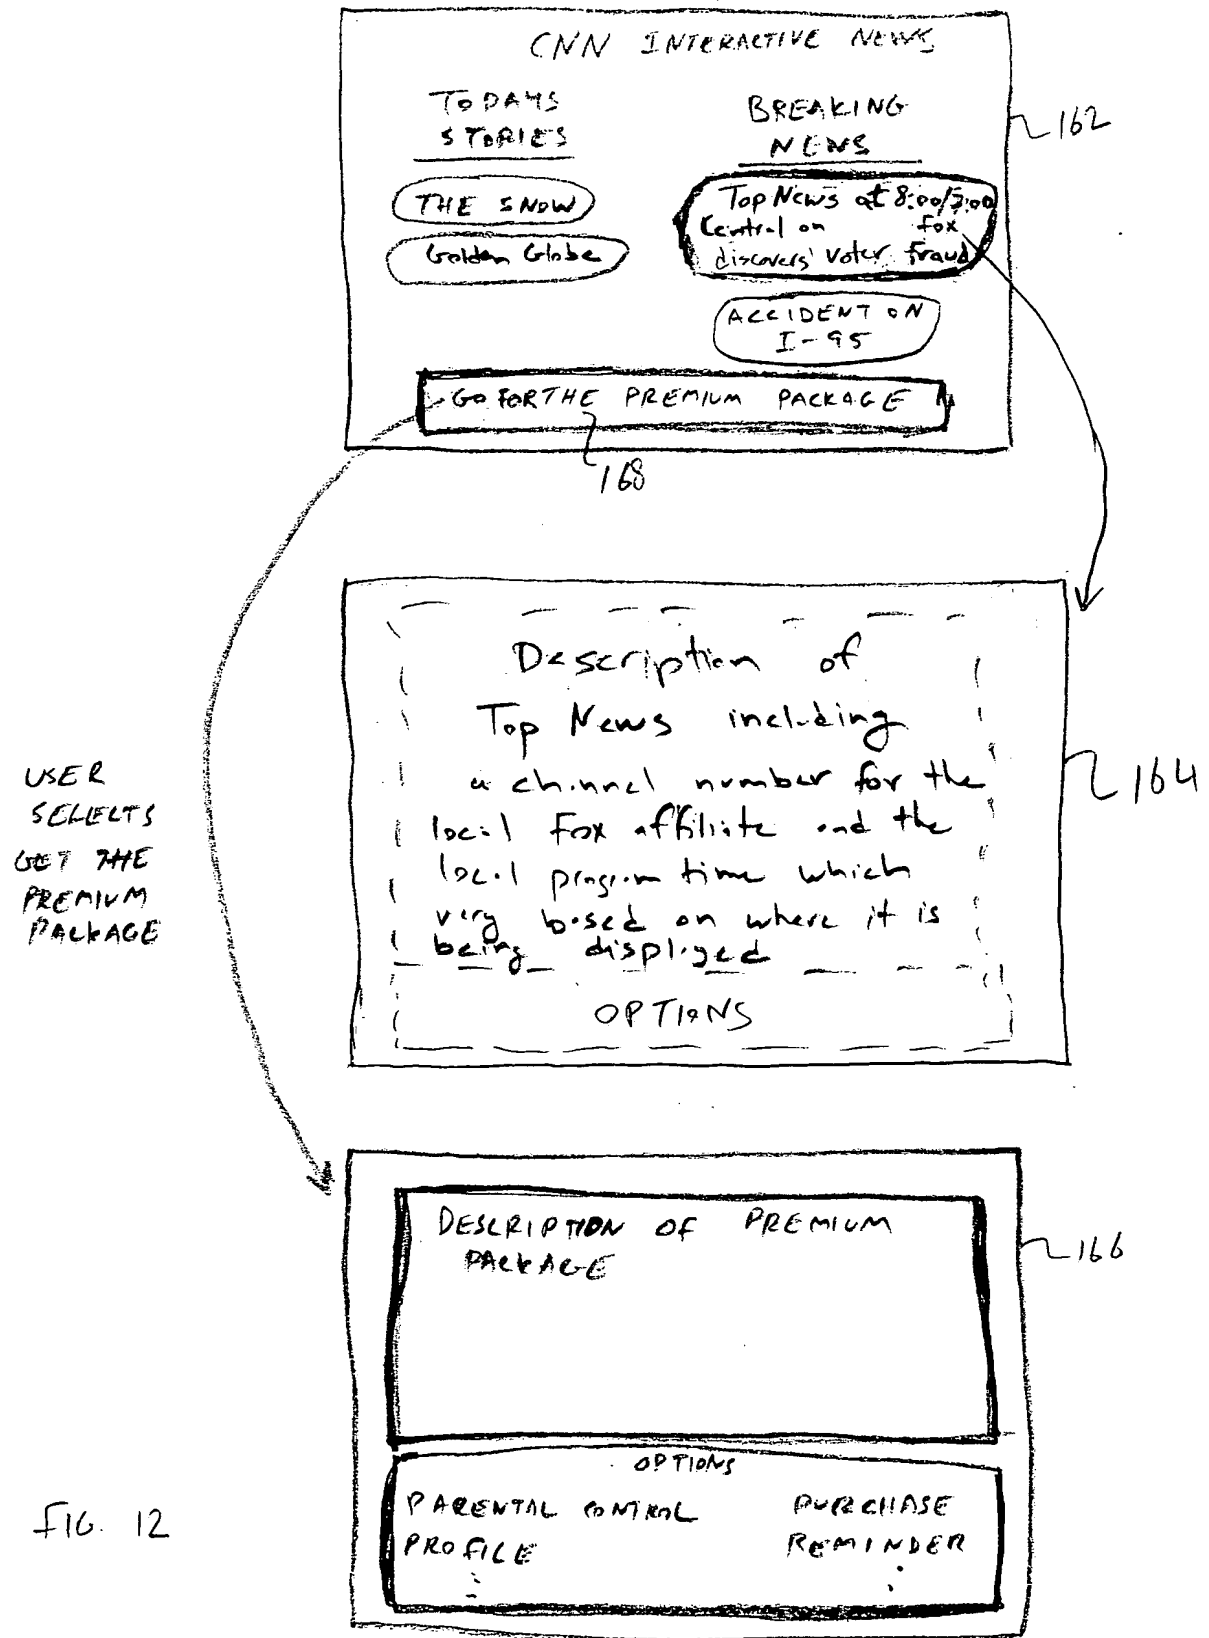 CNN INTERACTIVE NEWS
TODAYS
STORIES
THE SNOW
Golden Globe
BREAKING
NEWS
Top News at 8:00/7:00
Central on Fox
discovers' voter fraud
ACCIDENT ON
I-95
GO FOR THE PREMIUM PACKAGE
162
168
Description of
Top News including
a channel number for the
local Fox affiliate and the
local program time which
vary based on where it is
being displayed
OPTIONS
164
USER
SELECTS
GET THE
PREMIUM
PACKAGE
DESCRIPTION OF PREMIUM
PACKAGE
166
OPTIONS
PARENTAL CONTROL
PROFILE
PURCHASE
REMINDER
FIG. 12